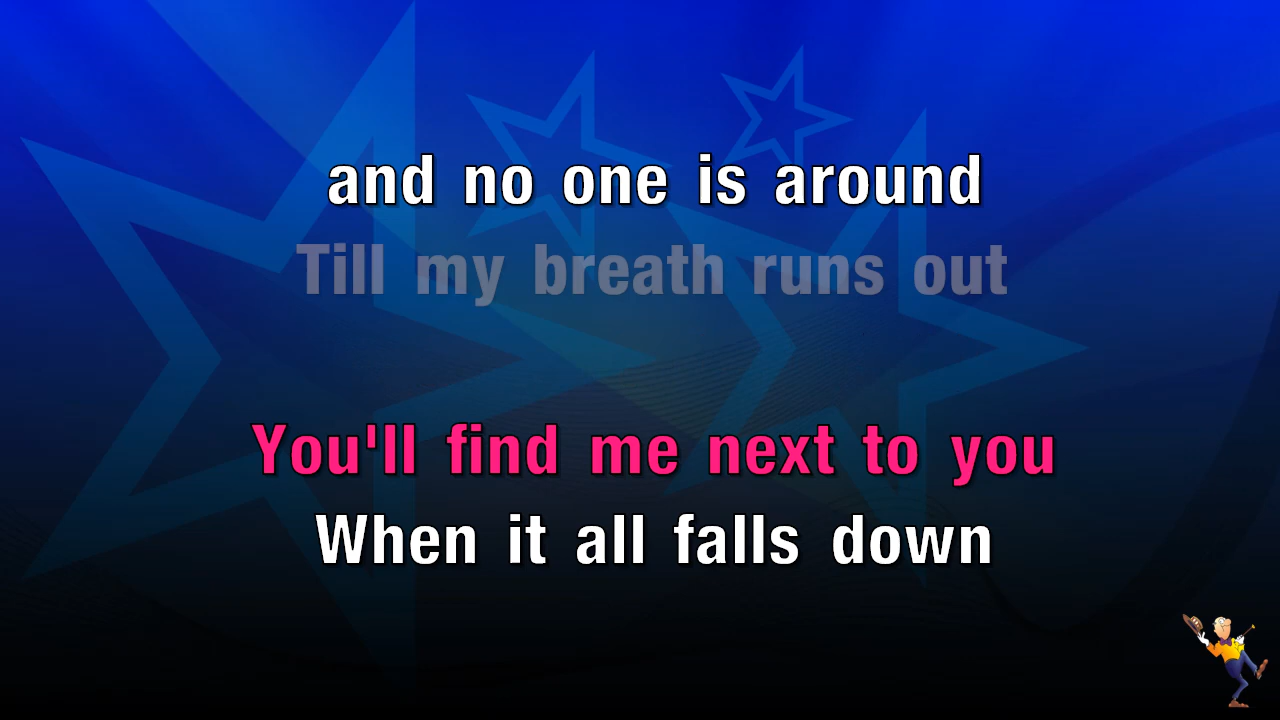 and no one is around
Till my breath runs out
You'll find me next to you
When it all falls down